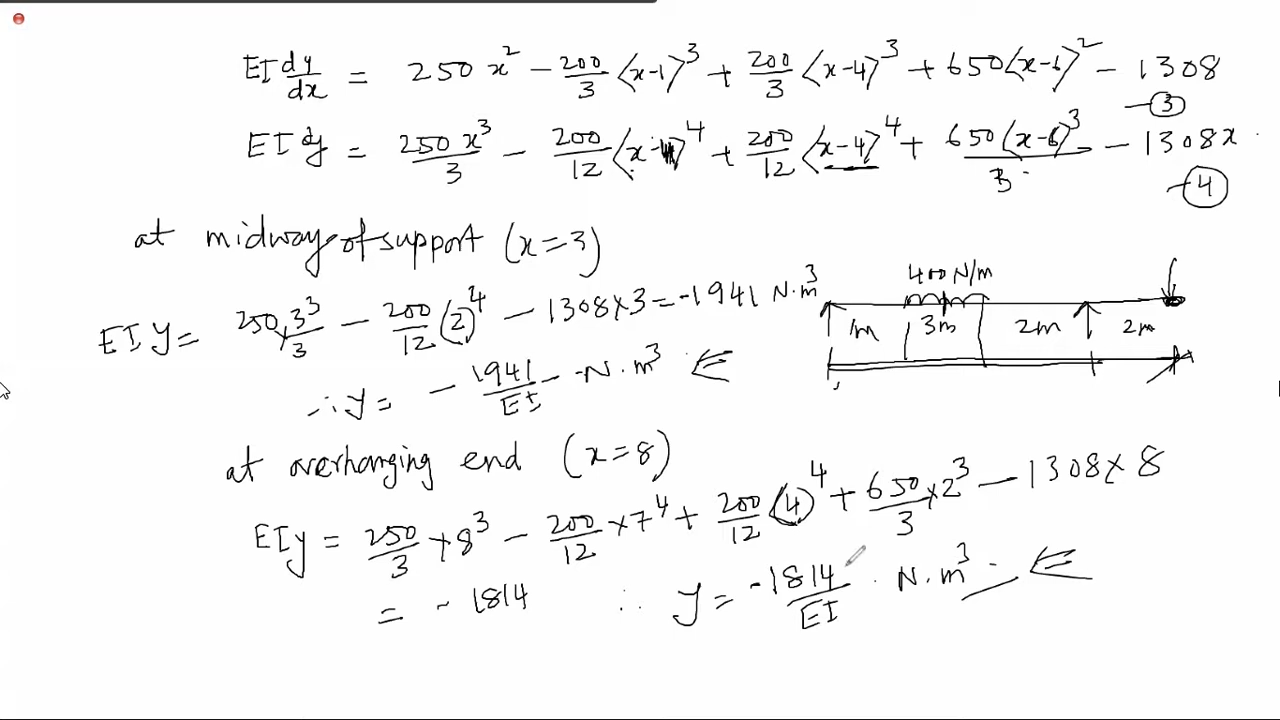 EI dy/dx = 250 x² - 200/3 ⟨x-1⟩³ + 200/3 ⟨x-4⟩³ + 650⟨x-6⟩² - 1308
- ③
EI y = 250 x³/3 - 200/12 ⟨x-1⟩⁴ + 200/12 ⟨x-4⟩⁴ + 650⟨x-6⟩³/3 - 1308x
- ④
at midway of support (x=3)
EI Y = 250×3³/3 - 200/12 (2)⁴ - 1308×3 = -1941 N·m³
∴ y = - 1941/EI - N·m³
400 N/m
1m 3m 2m 2m
at overhanging end (x=8)
EI y = 250/3 × 8³ - 200/12 × 7⁴ + 200/12 (4)⁴ + 650/3 × 2³ - 1308 × 8
= - 1814 ∴ y = -1814/EI · N·m³